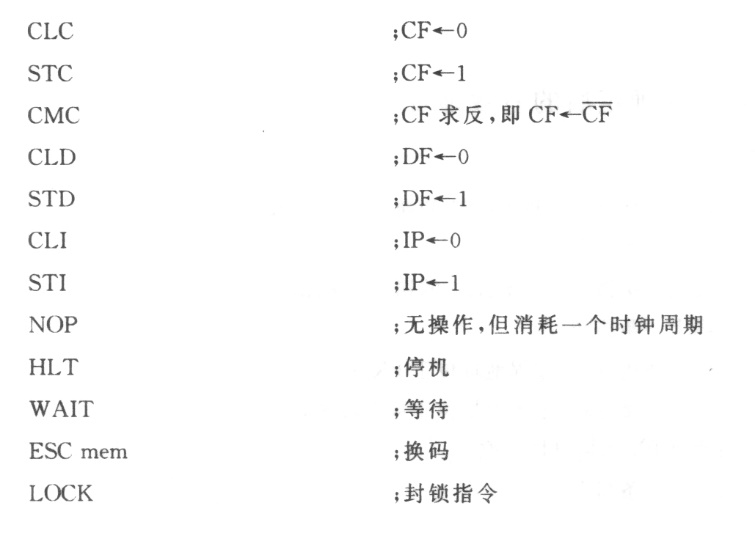 CLC ;CF←0
STC ;CF←1
CMC ;CF 求反,即 CF←C̅F̅
CLD ;DF←0
STD ;DF←1
CLI ;IP←0
STI ;IP←1
NOP ;无操作,但消耗一个时钟周期
HLT ;停机
WAIT ;等待
ESC mem ;换码
LOCK ;封锁指令